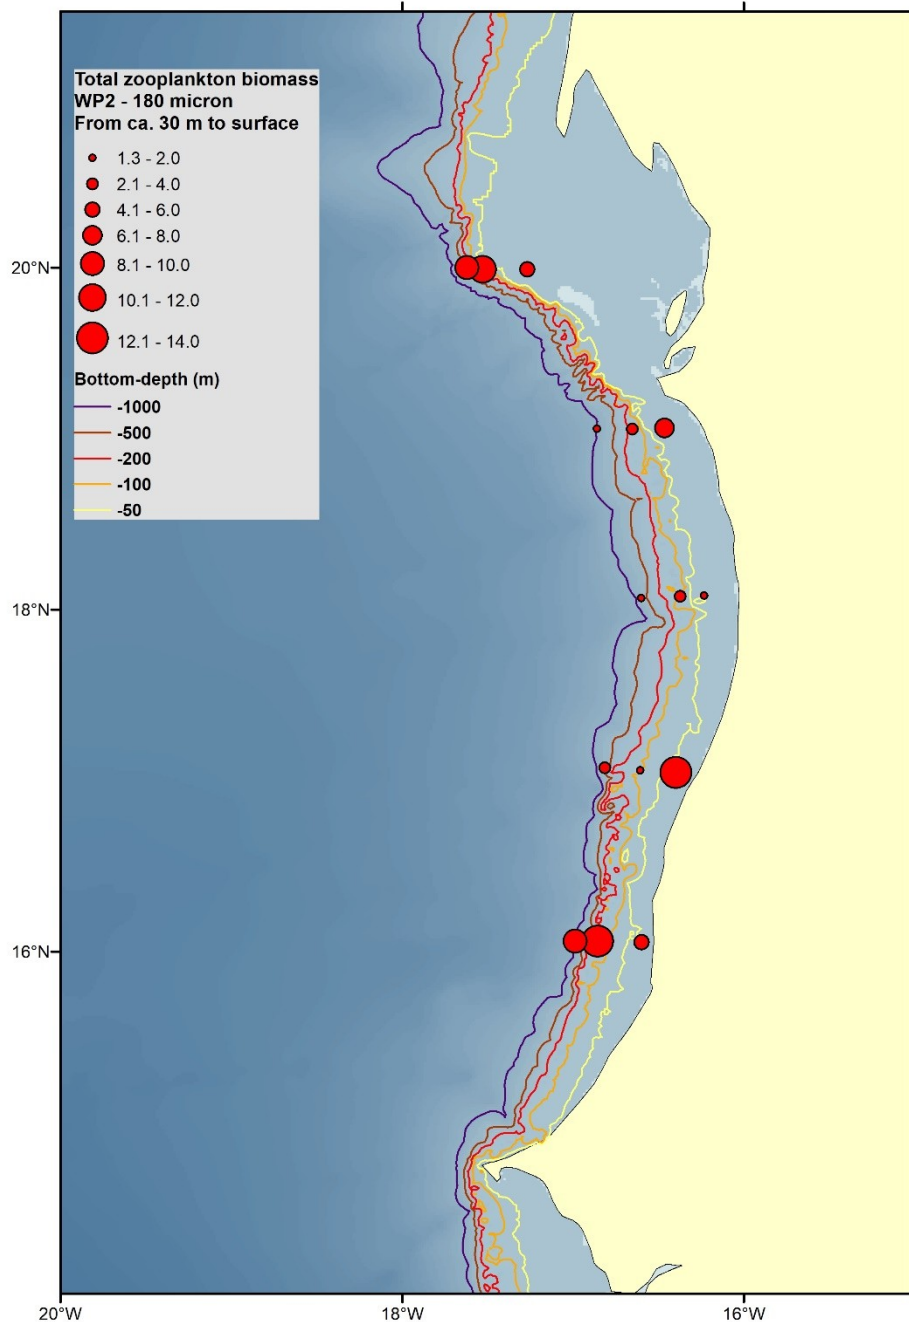 Total zooplankton biomass
WP2 - 180 micron
From ca. 30 m to surface
1.3 - 2.0
2.1 - 4.0
4.1 - 6.0
6.1 - 8.0
8.1 - 10.0
10.1 - 12.0
12.1 - 14.0
Bottom-depth (m)
-1000
-500
-200
-100
-50
20°N
18°N
16°N
20°W
18°W
16°W